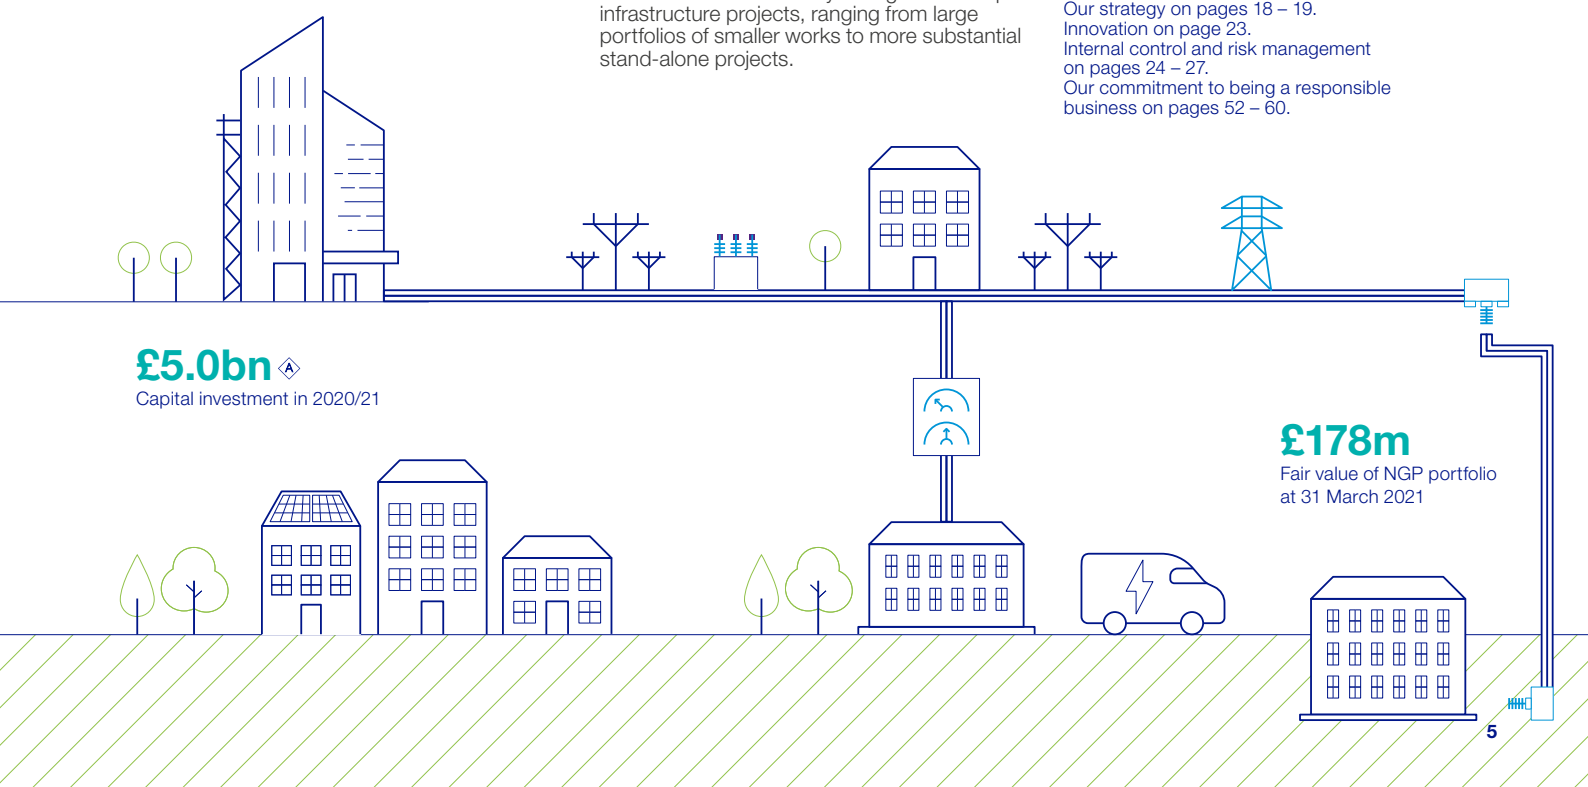 infrastructure projects, ranging from large
portfolios of smaller works to more substantial
stand-alone projects.
Our strategy on pages 18 – 19.
Innovation on page 23.
Internal control and risk management
on pages 24 – 27.
Our commitment to being a responsible
business on pages 52 – 60.
£5.0bn A
Capital investment in 2020/21
£178m
Fair value of NGP portfolio
at 31 March 2021
5